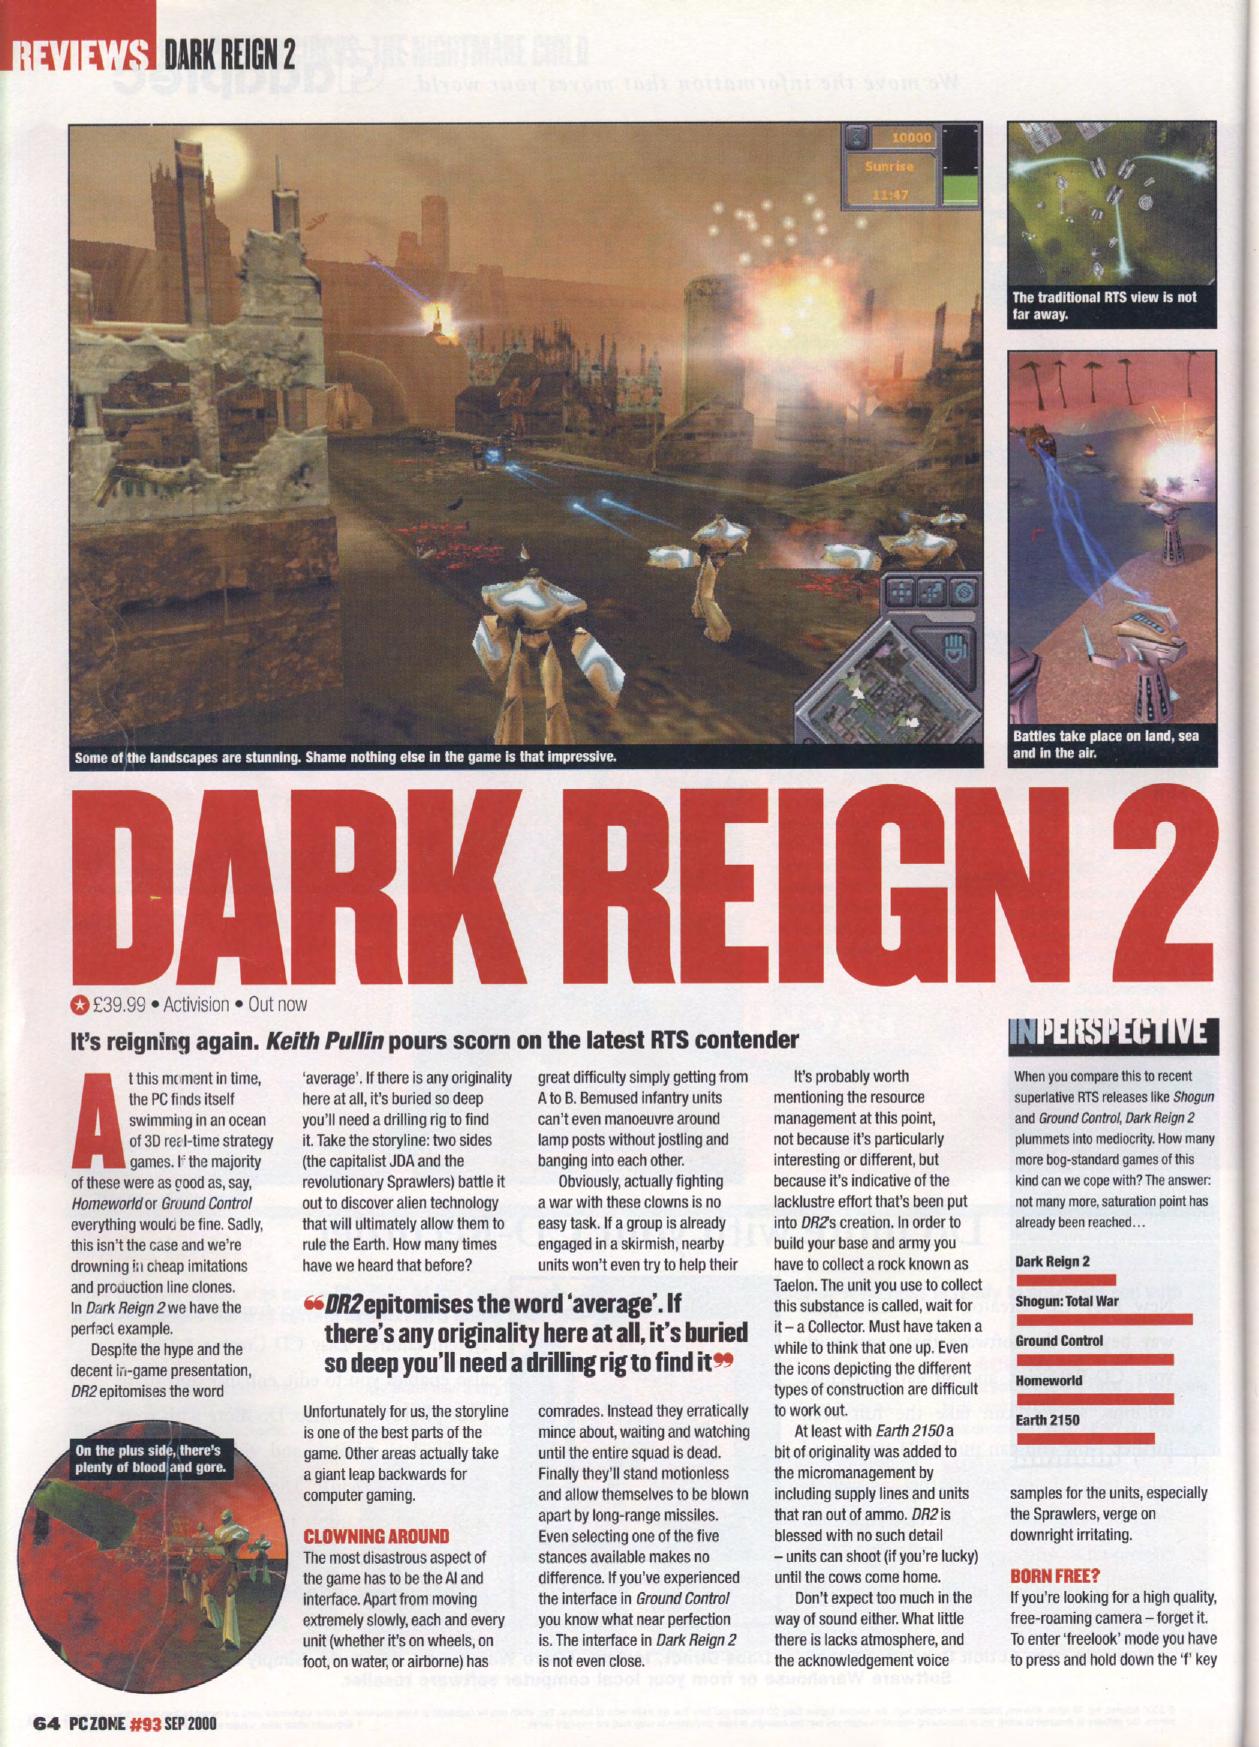 REVIEWS DARK REIGN 2
10000
Sunrise
11:47
The traditional RTS view is not
far away.
Battles take place on land, sea
and in the air.
Some of the landscapes are stunning. Shame nothing else in the game is that impressive.
DARK REIGN 2
£39.99 • Activision • Out now
It's reigning again. Keith Pullin pours scorn on the latest RTS contender
At this moment in time,
the PC finds itself
swimming in an ocean
of 3D real-time strategy
games. If the majority
of these were as good as, say,
Homeworld or Ground Control
everything would be fine. Sadly,
this isn't the case and we're
drowning in cheap imitations
and production line clones.
In Dark Reign 2 we have the
perfect example.
Despite the hype and the
decent in-game presentation,
DR2 epitomises the word
On the plus side, there's
plenty of blood and gore.
'average'. If there is any originality
here at all, it's buried so deep
you'll need a drilling rig to find
it. Take the storyline: two sides
(the capitalist JDA and the
revolutionary Sprawlers) battle it
out to discover alien technology
that will ultimately allow them to
rule the Earth. How many times
have we heard that before?
“DR2 epitomises the word 'average'. If
there's any originality here at all, it's buried
so deep you'll need a drilling rig to find it”
Unfortunately for us, the storyline
is one of the best parts of the
game. Other areas actually take
a giant leap backwards for
computer gaming.
CLOWNING AROUND
The most disastrous aspect of
the game has to be the AI and
interface. Apart from moving
extremely slowly, each and every
unit (whether it's on wheels, on
foot, on water, or airborne) has
great difficulty simply getting from
A to B. Bemused infantry units
can't even manoeuvre around
lamp posts without jostling and
banging into each other.
Obviously, actually fighting
a war with these clowns is no
easy task. If a group is already
engaged in a skirmish, nearby
units won't even try to help their
comrades. Instead they erratically
mince about, waiting and watching
until the entire squad is dead.
Finally they'll stand motionless
and allow themselves to be blown
apart by long-range missiles.
Even selecting one of the five
stances available makes no
difference. If you've experienced
the interface in Ground Control
you know what near perfection
is. The interface in Dark Reign 2
is not even close.
It's probably worth
mentioning the resource
management at this point,
not because it's particularly
interesting or different, but
because it's indicative of the
lacklustre effort that's been put
into DR2's creation. In order to
build your base and army you
have to collect a rock known as
Taelon. The unit you use to collect
this substance is called, wait for
it – a Collector. Must have taken a
while to think that one up. Even
the icons depicting the different
types of construction are difficult
to work out.
At least with Earth 2150 a
bit of originality was added to
the micromanagement by
including supply lines and units
that ran out of ammo. DR2 is
blessed with no such detail
– units can shoot (if you're lucky)
until the cows come home.
Don't expect too much in the
way of sound either. What little
there is lacks atmosphere, and
the acknowledgement voice
INPERSPECTIVE
When you compare this to recent
superlative RTS releases like Shogun
and Ground Control, Dark Reign 2
plummets into mediocrity. How many
more bog-standard games of this
kind can we cope with? The answer:
not many more, saturation point has
already been reached…
Dark Reign 2
Shogun: Total War
Ground Control
Homeworld
Earth 2150
samples for the units, especially
the Sprawlers, verge on
downright irritating.
BORN FREE?
If you're looking for a high quality,
free-roaming camera – forget it.
To enter 'freelook' mode you have
to press and hold down the 'f' key
64 PC ZONE #93 SEP 2000